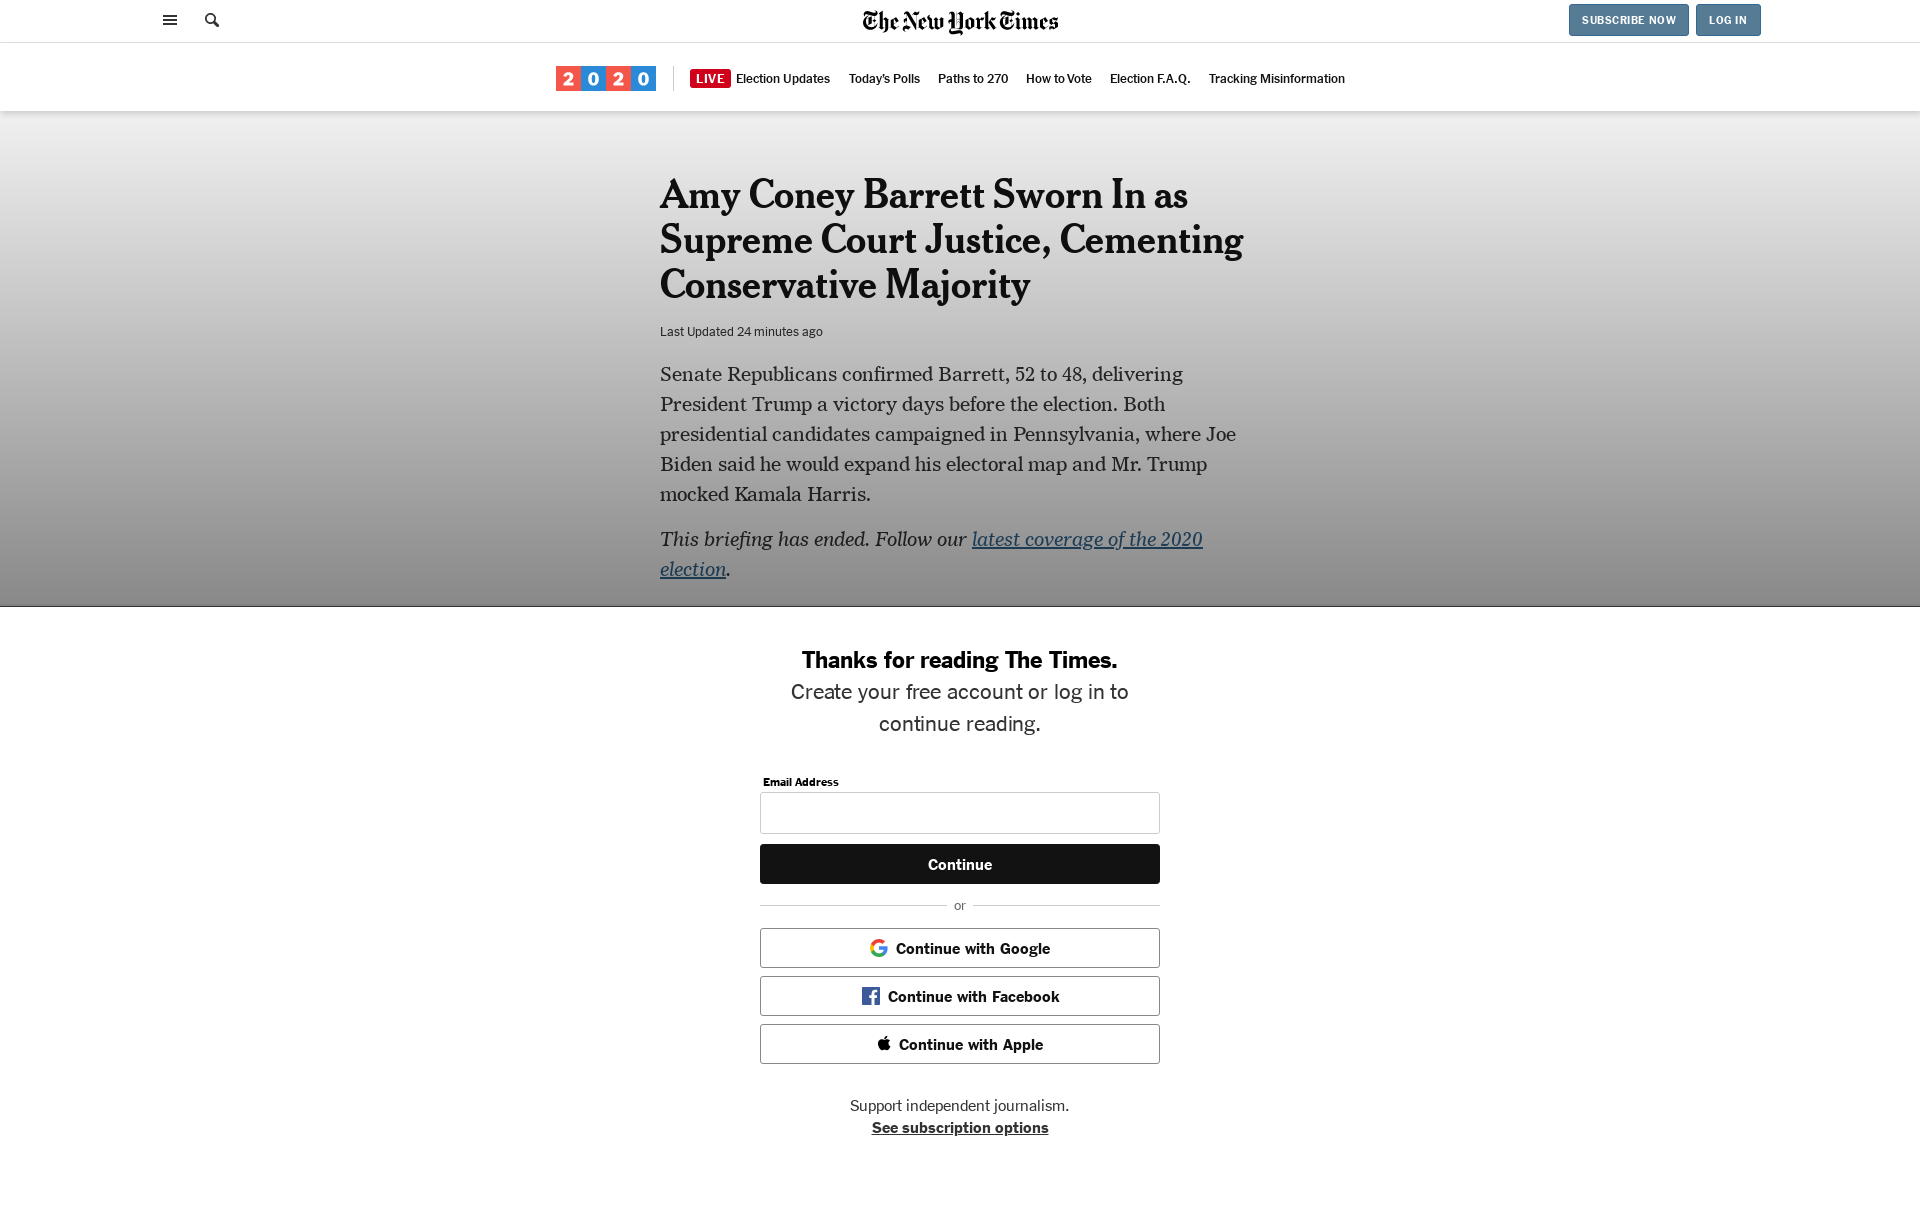 The New York Times
SUBSCRIBE NOW
LOG IN
2020
LIVE Election Updates
Today's Polls
Paths to 270
How to Vote
Election F.A.Q.
Tracking Misinformation
Amy Coney Barrett Sworn In as
Supreme Court Justice, Cementing
Conservative Majority
Last Updated 24 minutes ago
Senate Republicans confirmed Barrett, 52 to 48, delivering
President Trump a victory days before the election. Both
presidential candidates campaigned in Pennsylvania, where Joe
Biden said he would expand his electoral map and Mr. Trump
mocked Kamala Harris.
This briefing has ended. Follow our latest coverage of the 2020
election.
Thanks for reading The Times.
Create your free account or log in to
continue reading.
Email Address
Continue
or
Continue with Google
Continue with Facebook
Continue with Apple
Support independent journalism.
See subscription options